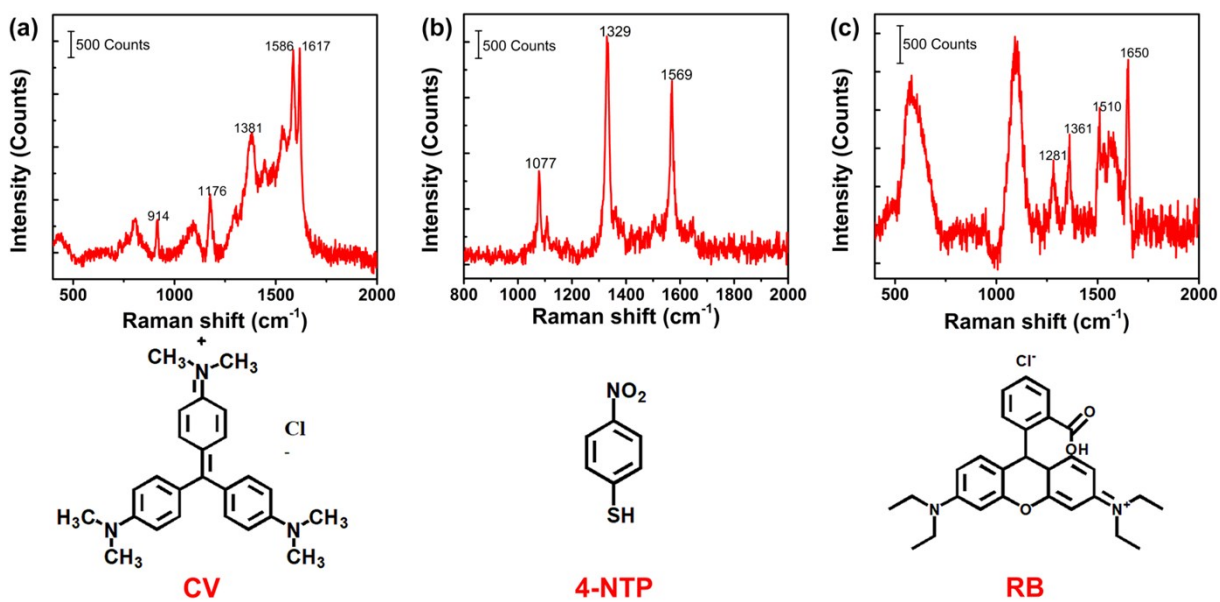 (a)
500 Counts
1586
1617
1381
1176
914
Intensity (Counts)
500
1000
1500
2000
Raman shift (cm⁻¹)
(b)
500 Counts
1329
1569
1077
Intensity (Counts)
800
1000
1200
1400
1600
1800
2000
Raman shift (cm⁻¹)
(c)
500 Counts
1650
1510
1361
1281
Intensity (Counts)
500
1000
1500
2000
Raman shift (cm⁻¹)
+
CH₃
N
CH₃
Cl
-
H₃C
N
CH₃
N
CH₃
CH₃
CV
NO₂
SH
4-NTP
Cl⁻
O
OH
N
O
N⁺
RB